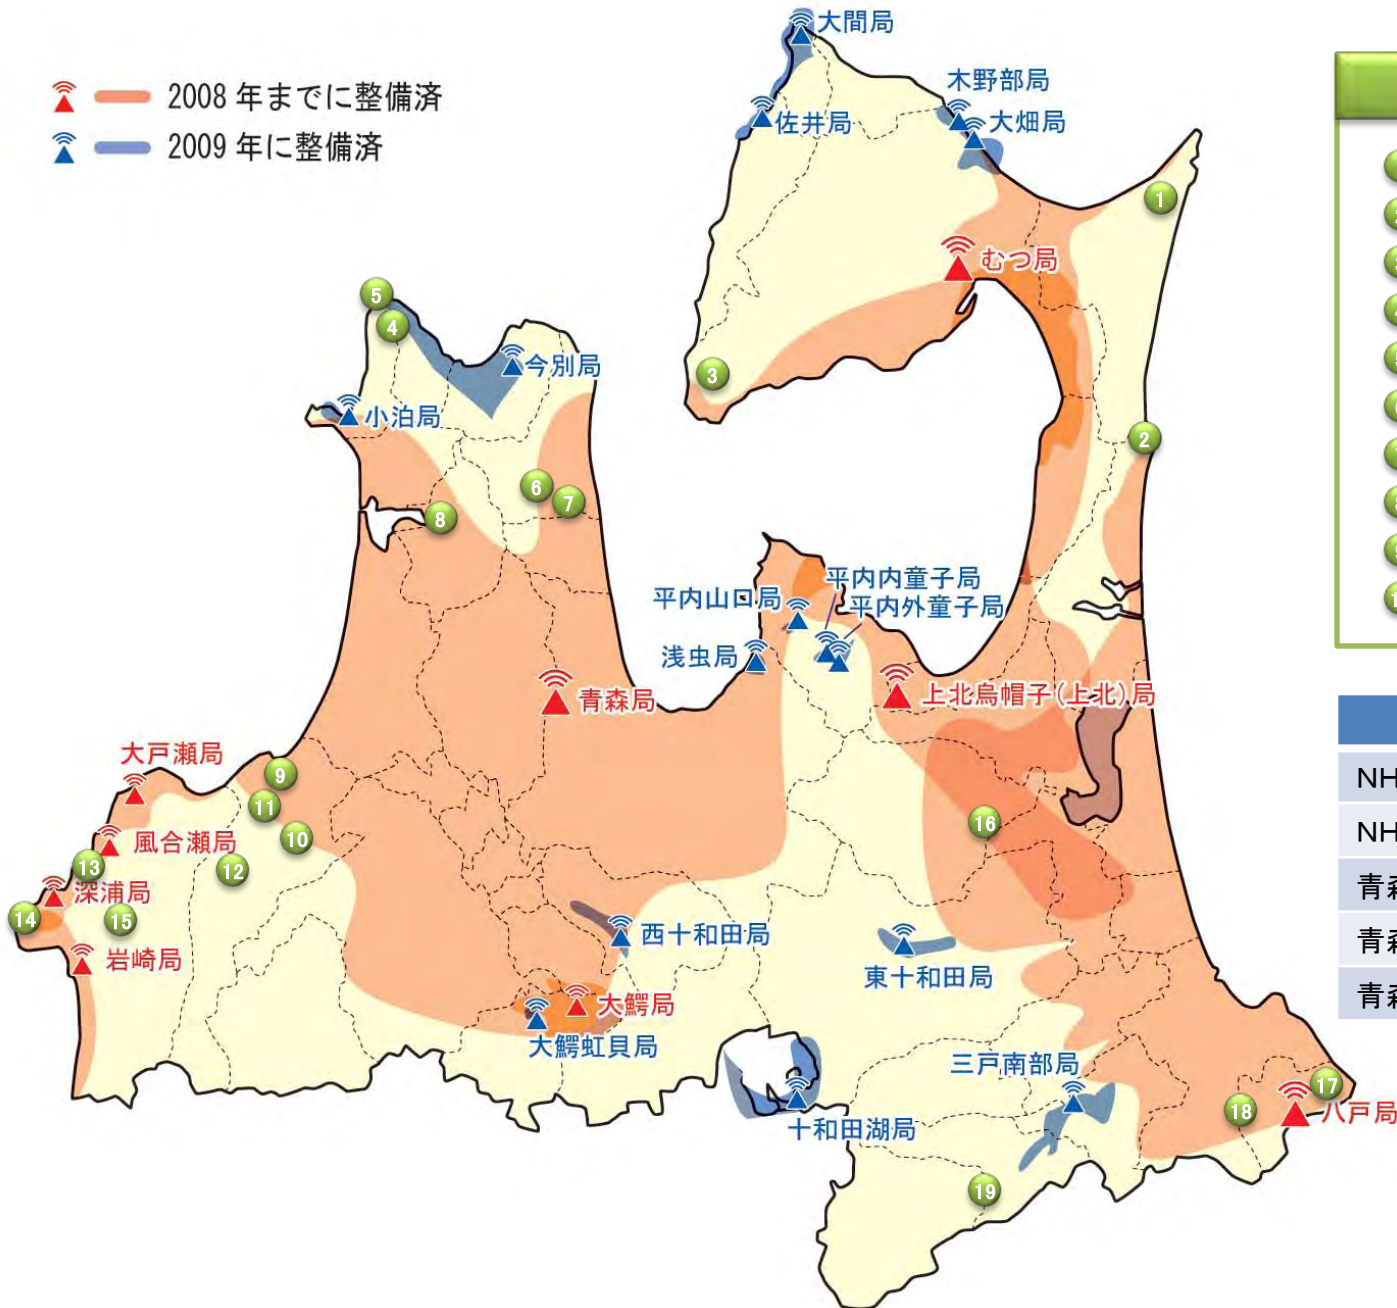 2008 年までに整備済
2009 年に整備済
大間局
木野部局
佐井局
大畑局
1
むつ局
5
4
今別局
3
小泊局
2
6
7
8
平内内童子局
平内山口局
平内外童子局
浅虫局
青森局
上北烏帽子(上北)局
大戸瀬局
9
11
風合瀬局
10
16
13
12
深浦局
14
15
西十和田局
岩崎局
東十和田局
大鰐局
大鰐虹貝局
三戸南部局
17
18
八戸局
十和田湖局
19
NH
NH
青森
青森
青森